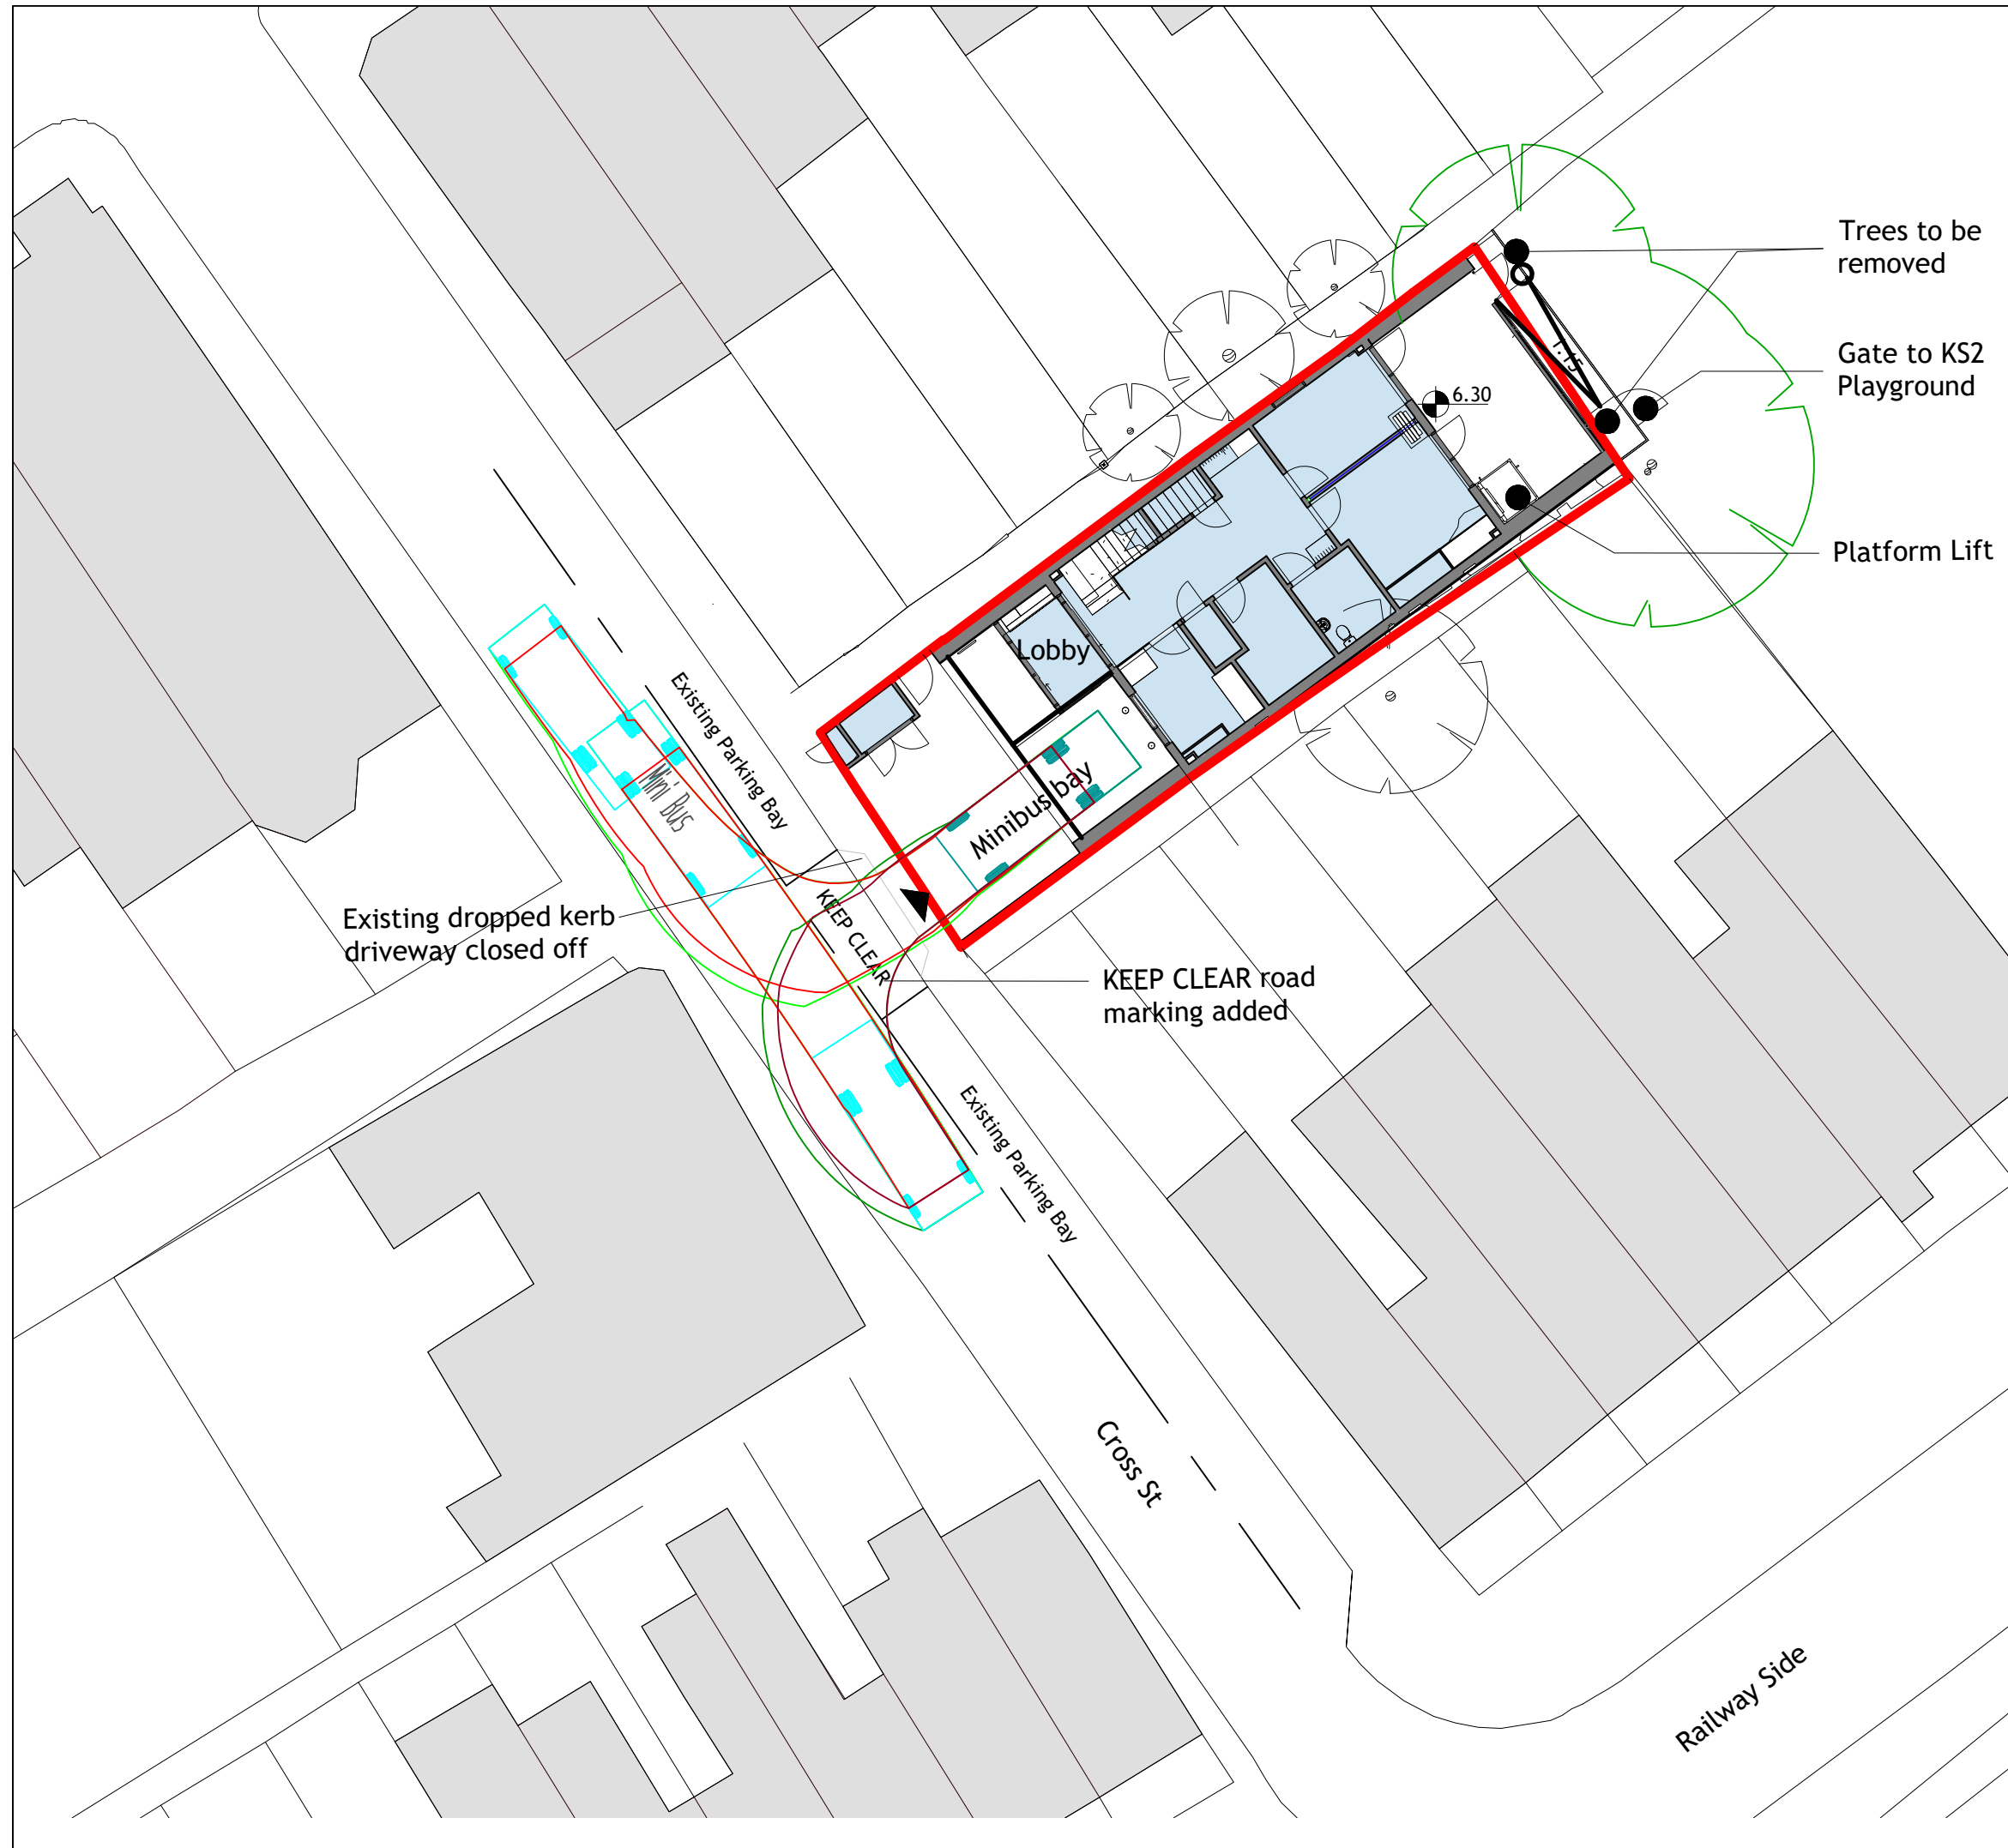 Trees to be
removed
Gate to KS2
Playground
1:15
6.30
Platform Lift
Lobby
Existing Parking Bay
Mini Bus
Minibus bay
Existing dropped kerb
driveway closed off
KEEP CLEAR
KEEP CLEAR road
marking added
Existing Parking Bay
Cross St
Railway Side